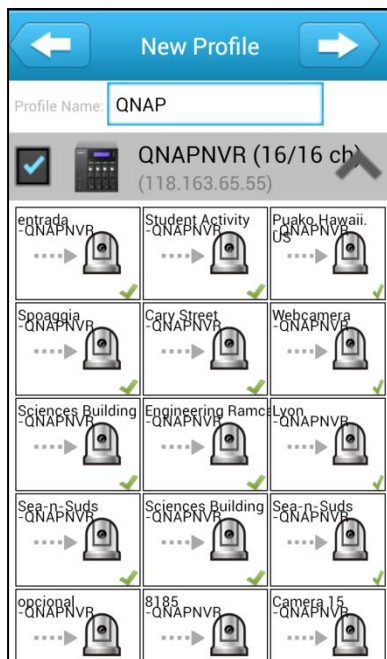 New Profile
Profile Name: QNAP
QNAPNVR (16/16 ch)
(118.163.65.55)
entrada Student Activity Puako Hawaii.
US
-QNAPNVR -QNAPNVR -QNAPNVR
Spoaggia Cary Street Webcamera
-QNAPNVR -QNAPNVR -QNAPNVR
Sciences Building Engineering Ramca Lyon
-QNAPNVR -QNAPNVR -QNAPNVR
Sea-n-Suds Sciences Building Sea-n-Suds
-QNAPNVR -QNAPNVR -QNAPNVR
opcional 8185 Camera 15
-QNAPNVR -QNAPNVR -QNAPNVR